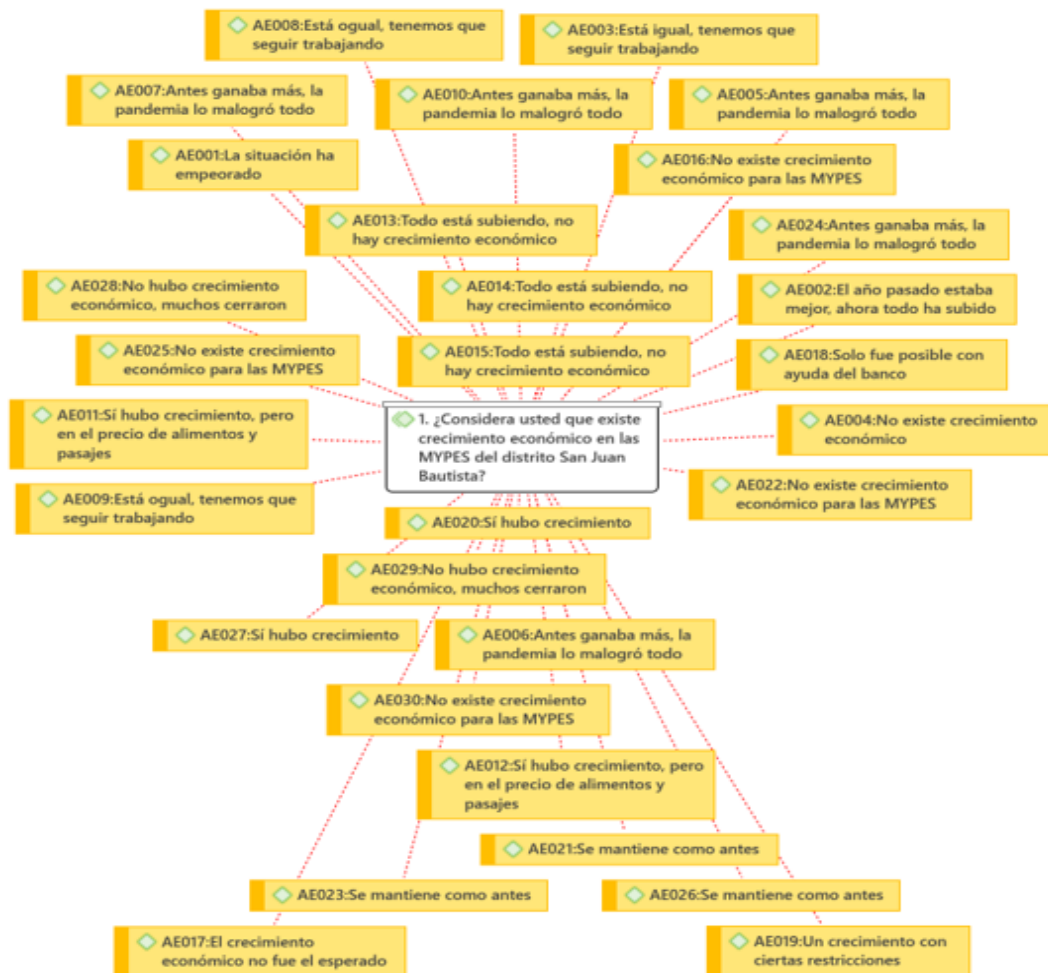 AE008:Está ogual, tenemos que
seguir trabajando
AE003:Está igual, tenemos que
seguir trabajando
AE007:Antes ganaba más, la
pandemia lo malogró todo
AE010:Antes ganaba más, la
pandemia lo malogró todo
AE005:Antes ganaba más, la
pandemia lo malogró todo
AE001:La situación ha
empeorado
AE016:No existe crecimiento
económico para las MYPES
AE013:Todo está subiendo, no
hay crecimiento económico
AE024:Antes ganaba más, la
pandemia lo malogró todo
AE028:No hubo crecimiento
económico, muchos cerraron
AE014:Todo está subiendo, no
hay crecimiento económico
AE002:El año pasado estaba
mejor, ahora todo ha subido
AE025:No existe crecimiento
económico para las MYPES
AE015:Todo está subiendo, no
hay crecimiento económico
AE018:Solo fue posible con
ayuda del banco
AE011:Sí hubo crecimiento, pero
en el precio de alimentos y
pasajes
1. ¿Considera usted que existe
crecimiento económico en las
MYPES del distrito San Juan
Bautista?
AE004:No existe crecimiento
económico
AE009:Está ogual, tenemos que
seguir trabajando
AE022:No existe crecimiento
económico para las MYPES
AE020:Sí hubo crecimiento
AE029:No hubo crecimiento
económico, muchos cerraron
AE027:Sí hubo crecimiento
AE006:Antes ganaba más, la
pandemia lo malogró todo
AE030:No existe crecimiento
económico para las MYPES
AE012:Sí hubo crecimiento, pero
en el precio de alimentos y
pasajes
AE021:Se mantiene como antes
AE023:Se mantiene como antes
AE026:Se mantiene como antes
AE017:El crecimiento
económico no fue el esperado
AE019:Un crecimiento con
ciertas restricciones